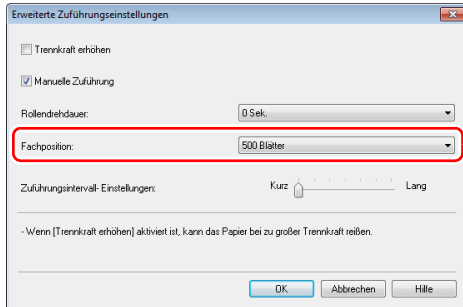 Erweiterte Zuführungseinstellungen
Trennkraft erhöhen
Manuelle Zuführung
Rollendrehdauer: 0 Sek.
Fachposition: 500 Blätter
Zuführungsintervall- Einstellungen: Kurz Lang
- Wenn [Trennkraft erhöhen] aktiviert ist, kann das Papier bei zu großer Trennkraft reißen.
OK Abbrechen Hilfe